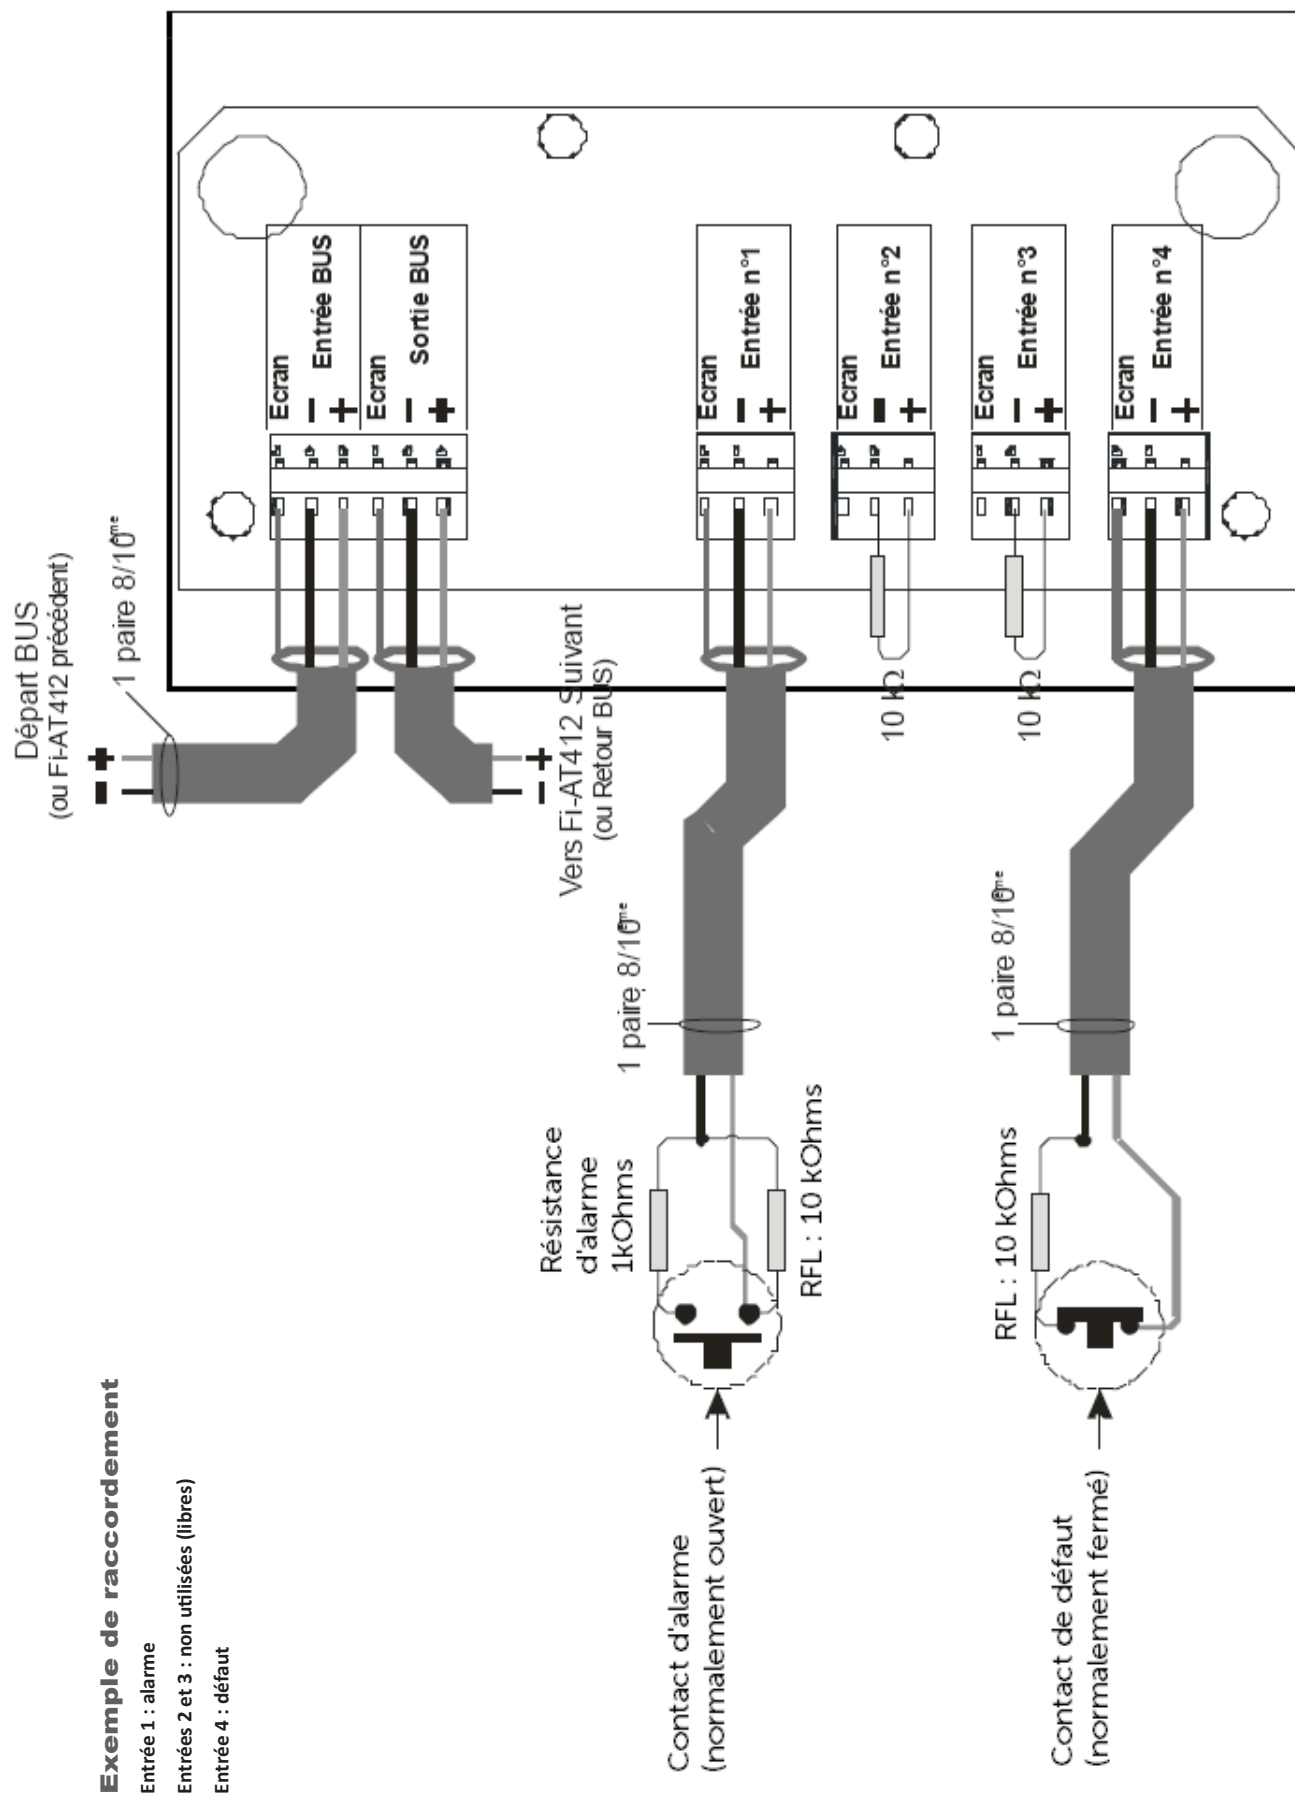 Exemple de raccordement
Entrée 1 : alarme
Entrées 2 et 3 : non utilisées (libres)
Entrée 4 : défaut
Départ BUS
(ou Fi-AT412 précédent)
1 paire 8/10ème
Ecran
-
Entrée BUS
+
Ecran
-
Sortie BUS
+
- +
- +
Vers Fi-AT412 Suivant
(ou Retour BUS)
Ecran
-
Entrée n°1
+
Ecran
-
Entrée n°2
+
Ecran
-
Entrée n°3
+
Ecran
-
Entrée n°4
+
10 kΩ
10 kΩ
1 paire 8/10ème
Résistance
d'alarme
1kOhms
RFL : 10 kOhms
Contact d'alarme
(normalement ouvert)
1 paire 8/10ème
RFL : 10 kOhms
Contact de défaut
(normalement fermé)